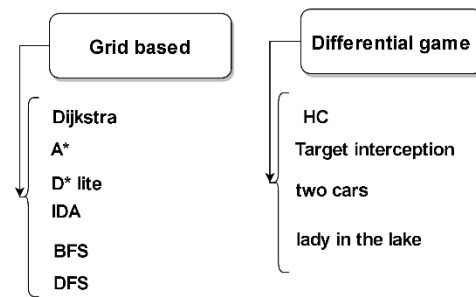 Grid based
Dijkstra
A*
D* lite
IDA
BFS
DFS
Differential game
HC
Target interception
two cars
lady in the lake